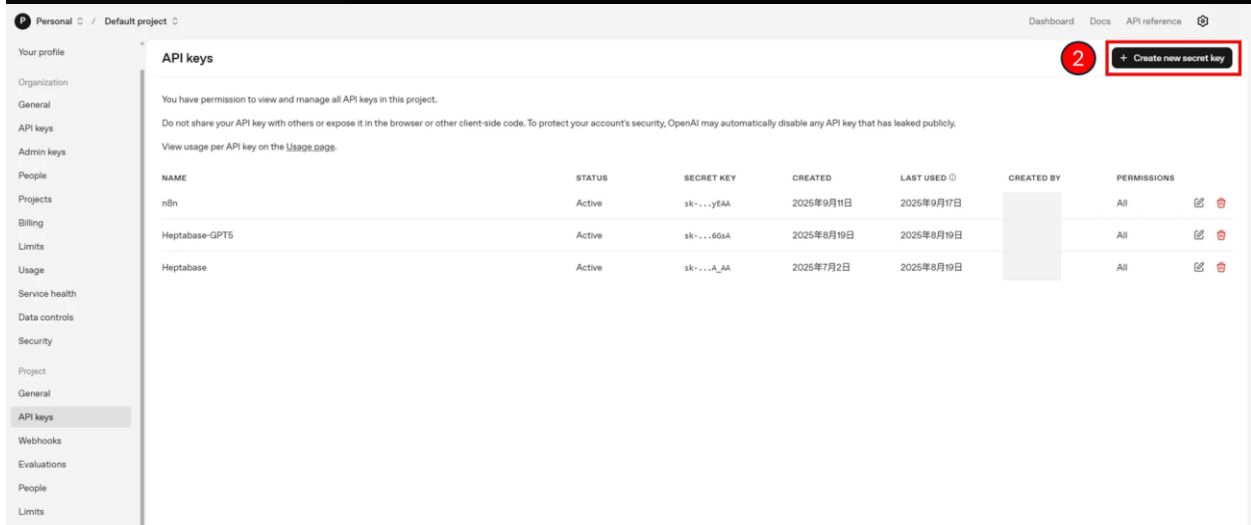 P Personal / Default project
Dashboard Docs API reference
Your profile
Organization
General
API keys
Admin keys
People
Projects
Billing
Limits
Usage
Service health
Data controls
Security
Project
General
API keys
Webhooks
Evaluations
People
Limits
API keys
2
+ Create new secret key
You have permission to view and manage all API keys in this project.
Do not share your API key with others or expose it in the browser or other client-side code. To protect your account's security, OpenAI may automatically disable any API key that has leaked publicly.
View usage per API key on the Usage page.
NAME STATUS SECRET KEY CREATED LAST USED CREATED BY PERMISSIONS
n8n Active sk-...yEAA 2025年9月11日 2025年9月17日 All
Heptabase-GPT5 Active sk-...6GsA 2025年8月19日 2025年8月19日 All
Heptabase Active sk-...A_AA 2025年7月2日 2025年8月19日 All